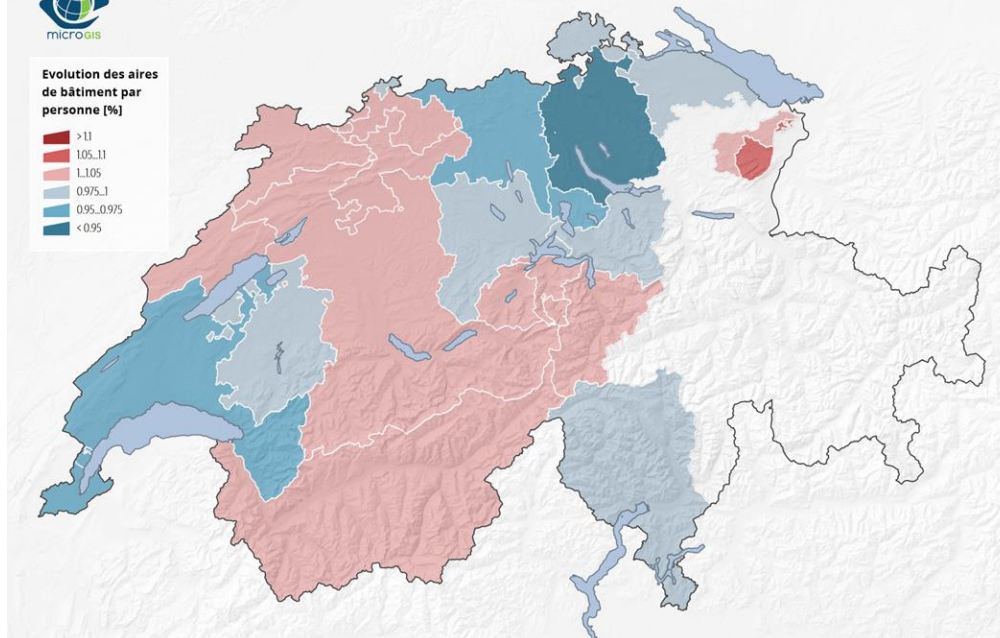 microGIS
Evolution des aires
de bâtiment par
personne [%]
> 1.1
1.05...1.1
1...1.05
0.975...1
0.95...0.975
< 0.95